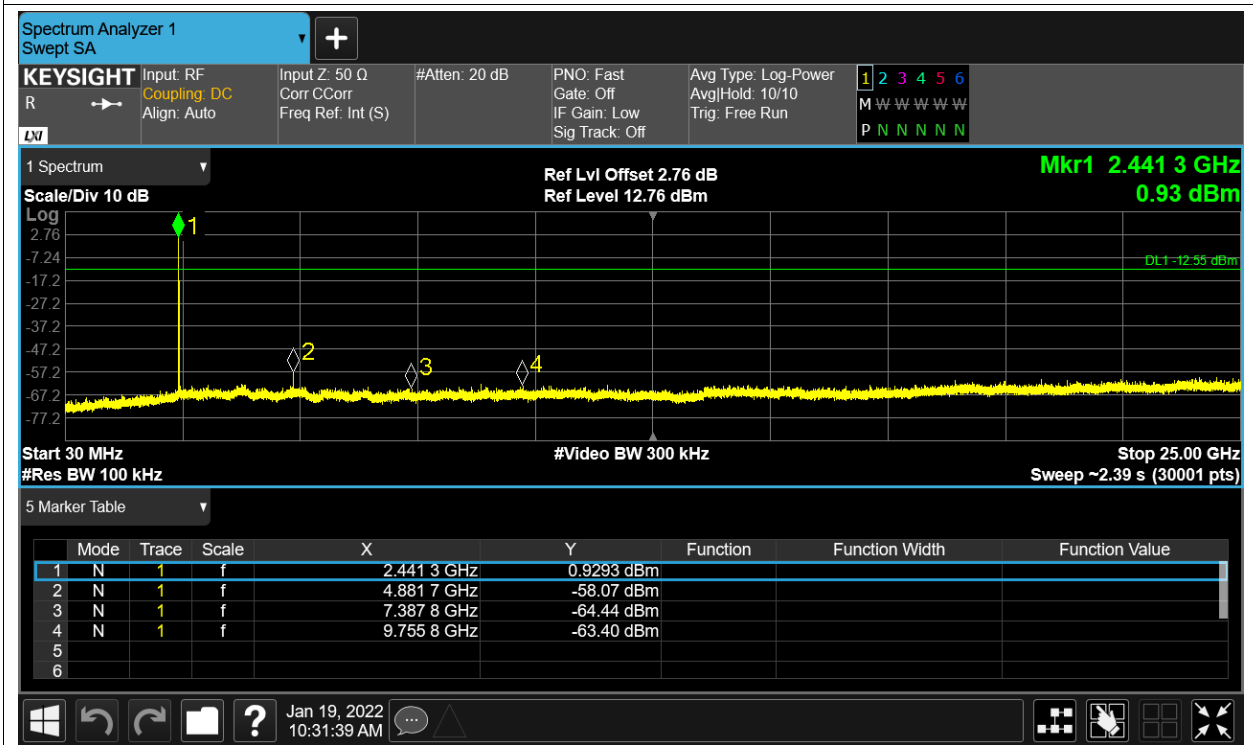 Spectrum Analyzer 1
Swept SA
KEYSIGHT
R
LXI
Input: RF
Coupling: DC
Align: Auto
Input Z: 50 Ω
Corr CCorr
Freq Ref: Int (S)
#Atten: 20 dB
PNO: Fast
Gate: Off
IF Gain: Low
Sig Track: Off
Avg Type: Log-Power
Avg|Hold: 10/10
Trig: Free Run
1 2 3 4 5 6
M W W W W W
P N N N N N
1 Spectrum
Scale/Div 10 dB
Ref Lvl Offset 2.76 dB
Ref Level 12.76 dBm
Mkr1 2.441 3 GHz
0.93 dBm
Log
2.76
-7.24
-17.2
-27.2
-37.2
-47.2
-57.2
-67.2
-77.2
1
2
3
4
DL1 -12.55 dBm
Start 30 MHz
#Res BW 100 kHz
#Video BW 300 kHz
Stop 25.00 GHz
Sweep ~2.39 s (30001 pts)
5 Marker Table
Mode Trace Scale X Y Function Function Width Function Value
1 N 1 f 2.441 3 GHz 0.9293 dBm
2 N 1 f 4.881 7 GHz -58.07 dBm
3 N 1 f 7.387 8 GHz -64.44 dBm
4 N 1 f 9.755 8 GHz -63.40 dBm
5
6
?
Jan 19, 2022
10:31:39 AM